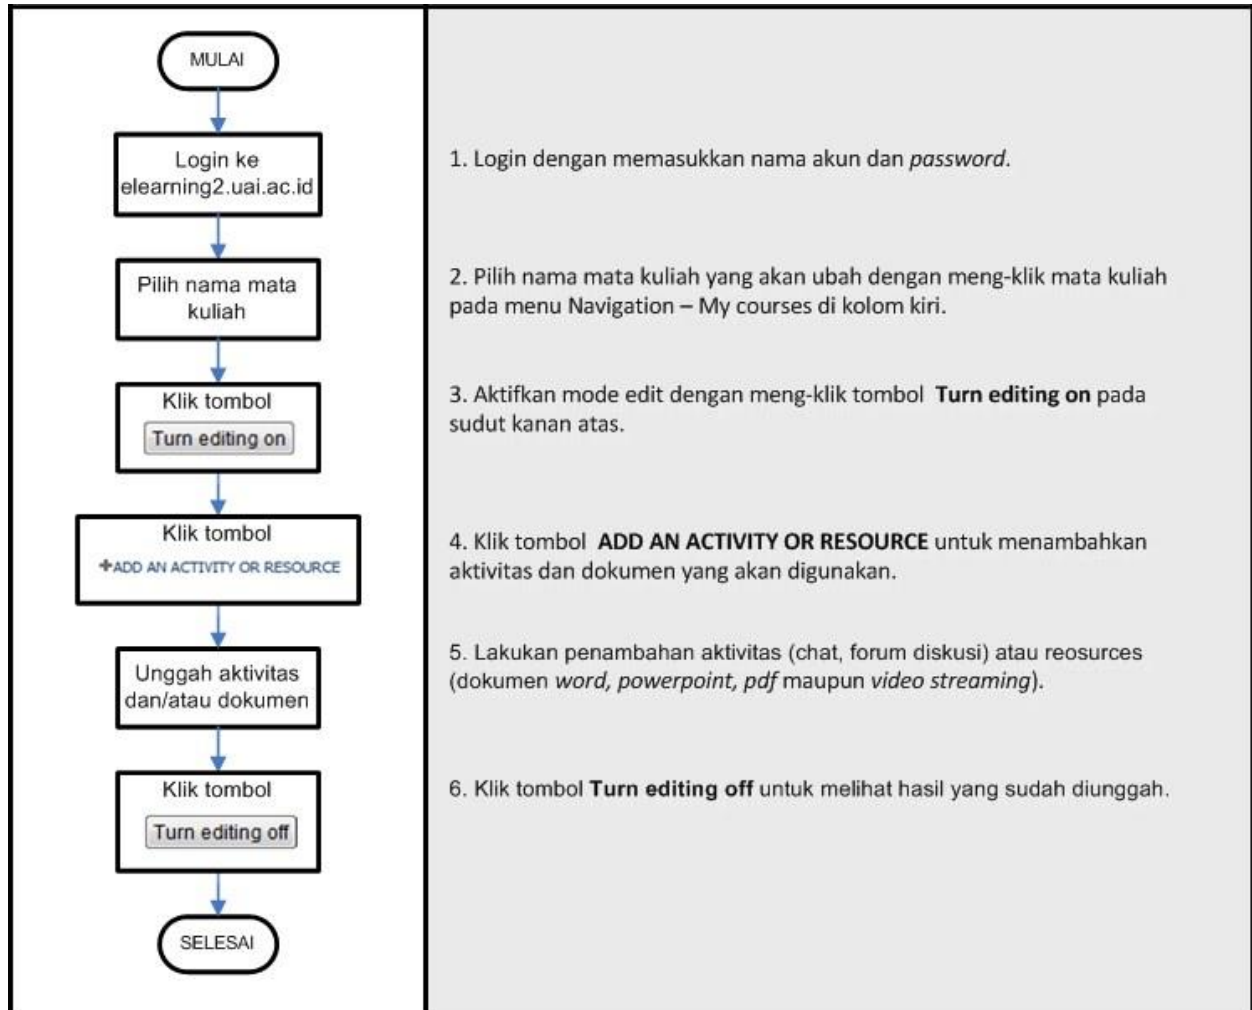 MULAI
Login ke
elearning2.uai.ac.id
1. Login dengan memasukkan nama akun dan password.
Pilih nama mata
kuliah
2. Pilih nama mata kuliah yang akan ubah dengan meng-klik mata kuliah
pada menu Navigation – My courses di kolom kiri.
Klik tombol
Turn editing on
3. Aktifkan mode edit dengan meng-klik tombol Turn editing on pada
sudut kanan atas.
Klik tombol
+ADD AN ACTIVITY OR RESOURCE
4. Klik tombol ADD AN ACTIVITY OR RESOURCE untuk menambahkan
aktivitas dan dokumen yang akan digunakan.
Unggah aktivitas
dan/atau dokumen
5. Lakukan penambahan aktivitas (chat, forum diskusi) atau reosurces
(dokumen word, powerpoint, pdf maupun video streaming).
Klik tombol
Turn editing off
6. Klik tombol Turn editing off untuk melihat hasil yang sudah diunggah.
SELESAI